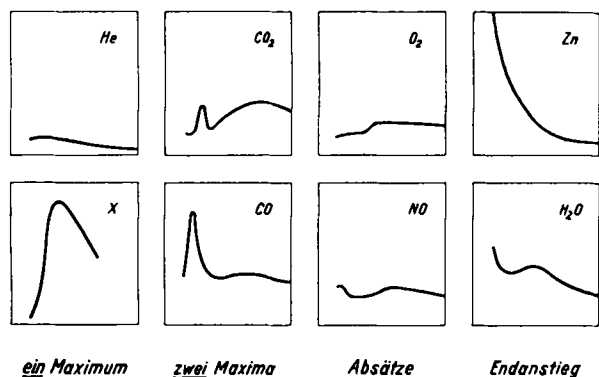 He CO₂ O₂ Zn
X CO NO H₂O
ein Maximum zwei Maxima Absätze Endanstieg